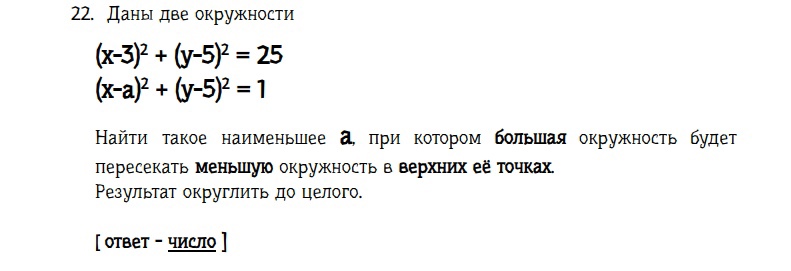 22. Даны две окружности
(x-3)² + (y-5)² = 25
(x-a)² + (y-5)² = 1
Найти такое наименьшее a, при котором большая окружность будет
пересекать меньшую окружность в верхних её точках.
Результат округлить до целого.
[ ответ - число ]